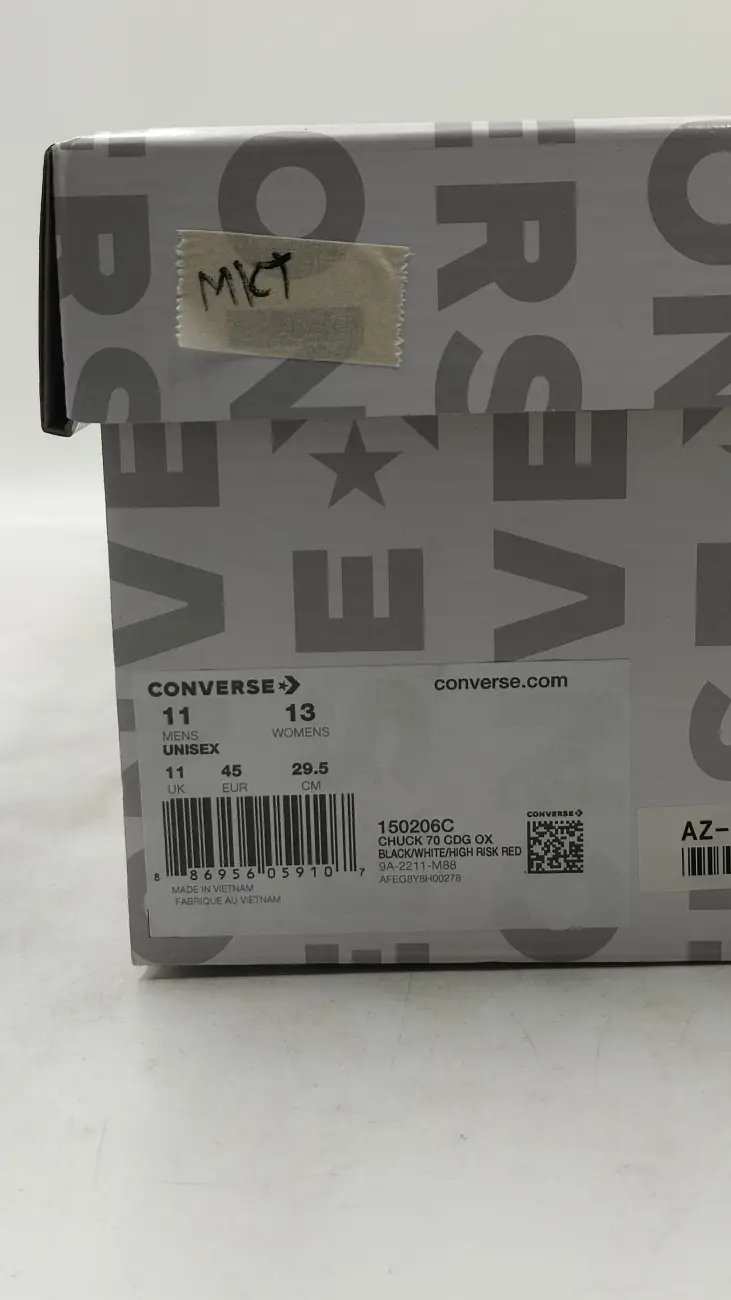 MKT
CONVERSE
converse.com
11 13
MENS WOMENS
UNISEX
11 45 29.5
UK EUR CM
150206C
CHUCK 70 CDG OX
BLACK/WHITE/HIGH RISK RED
9A-2211-M88
AFEG8Y8H00278
CONVERSE
8 86956 05910 7
MADE IN VIETNAM
FABRIQUE AU VIETNAM
AZ-